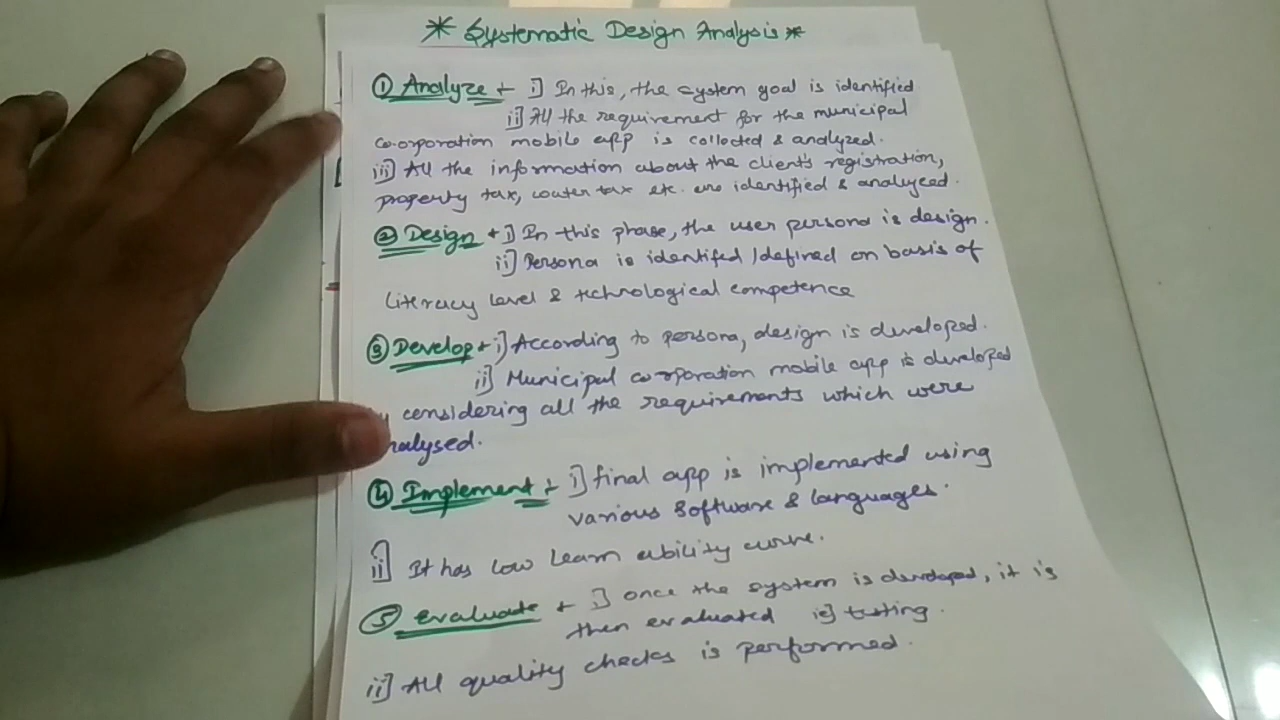 * Systematic Design Analysis *
① Analyze → i] In this, the system goal is identified
ii] All the requirement for the municipal
co-orporation mobile app is collected & analyzed.
iii] All the information about the client's registration,
property tax, water tax etc. are identified & analyzed.
② Design → i] In this phase, the user persona is design.
ii] Persona is identifed /defined on basis of
Literacy level & technological competence
③ Develop → i] According to persona, design is developed.
ii] Municipal co-orporation mobile app is developed
considering all the requirements which were
nalysed.
④ Implement → i] final app is implemented using
various software & languages.
ii] It has low learn ability curve.
⑤ evaluate → i] once the system is developed, it is
then evaluated ie] testing.
ii] All quality checks is performed.